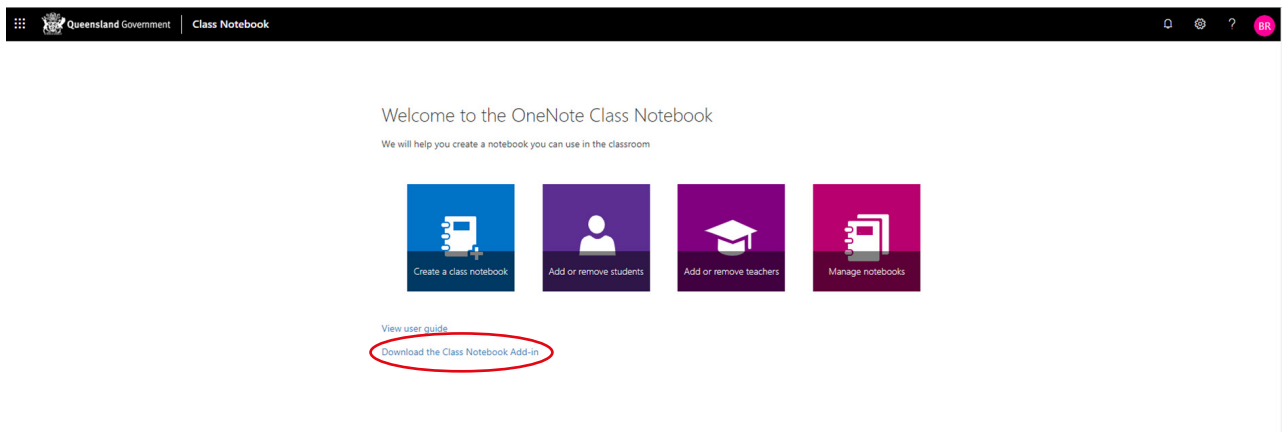 Queensland Government Class Notebook ? BR
Welcome to the OneNote Class Notebook
We will help you create a notebook you can use in the classroom
Create a class notebook Add or remove students Add or remove teachers Manage notebooks
View user guide
Download the Class Notebook Add-in